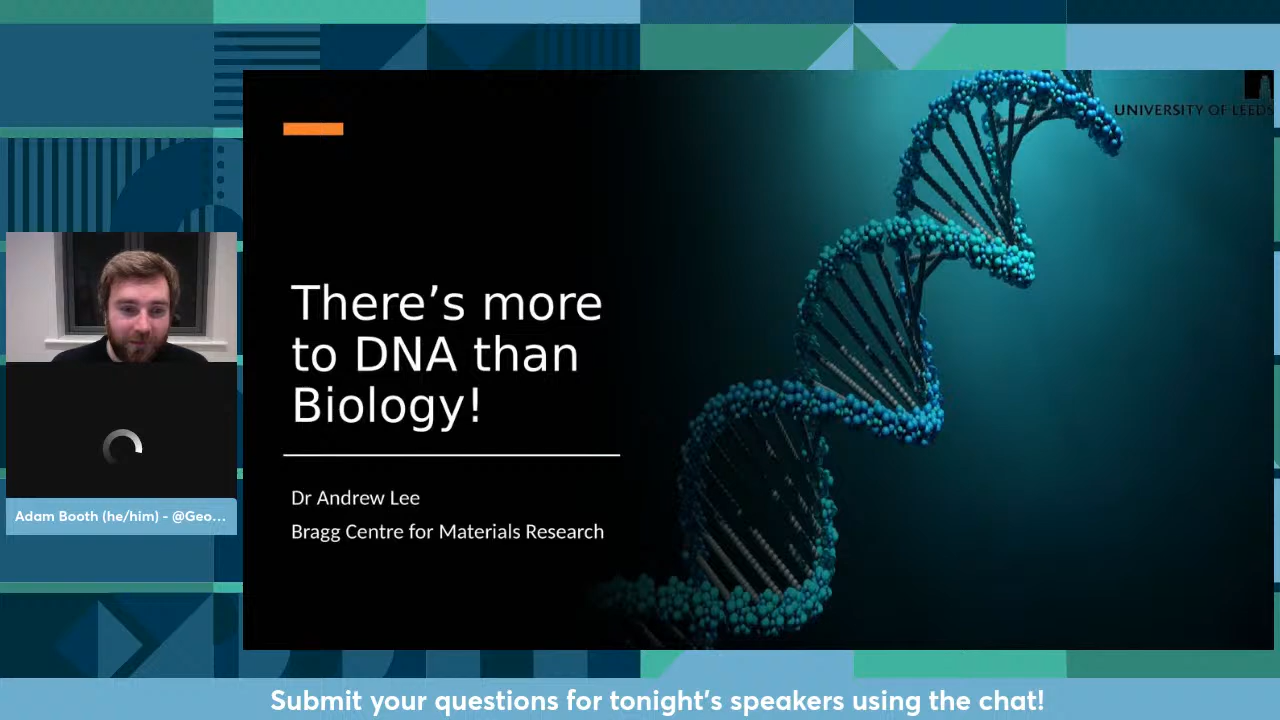 UNIVERSITY OF LEEDS
There’s more
to DNA than
Biology!
Dr Andrew Lee
Bragg Centre for Materials Research
Adam Booth (he/him) - @Geo...
Submit your questions for tonight's speakers using the chat!